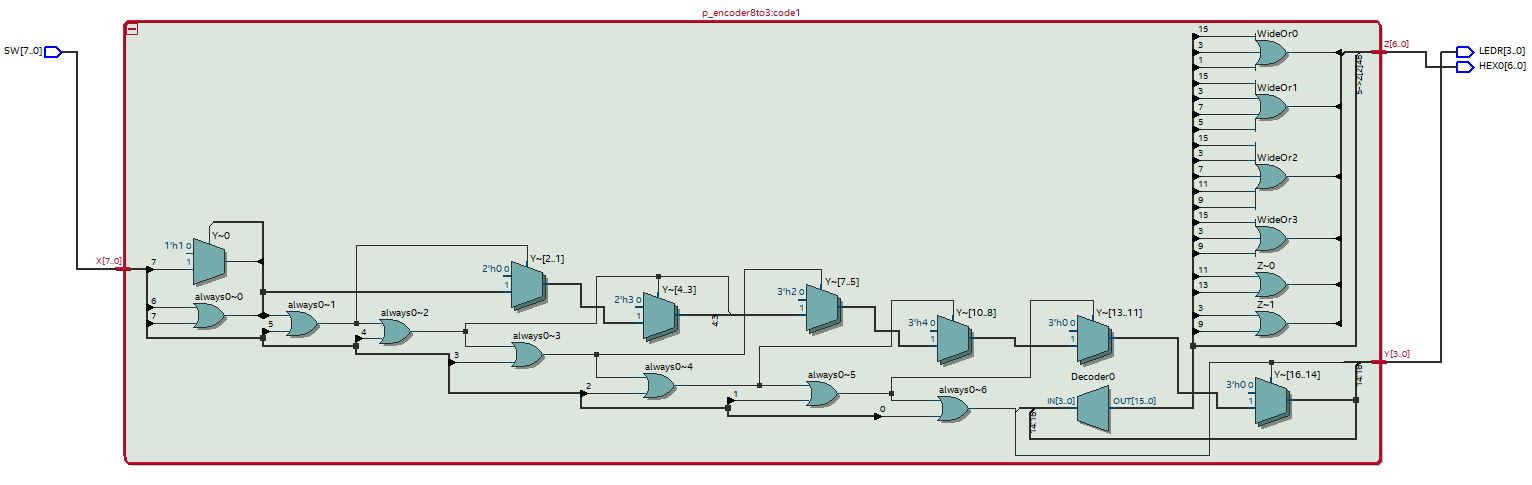 p_encoder8to3:code1
SW[7..0]
X[7..0]
1'h1 0
1
7
Y~0
6
7
always0~0
5
always0~1
4
always0~2
2'h0 0
1
Y~[2..1]
3
always0~3
2'h3 0
1
Y~[4..3]
4:3
2
always0~4
3'h2 0
1
Y~[7..5]
1
always0~5
3'h4 0
1
Y~[10..8]
0
always0~6
3'h0 0
1
Y~[13..11]
Decoder0
IN[3..0]
OUT[15..0]
15
3
1
WideOr0
15
3
7
5
WideOr1
15
3
7
11
9
WideOr2
15
3
9
WideOr3
11
13
Z~0
3
9
Z~1
3'h0 0
1
Y~[16..14]
Z[6..0]
Y[3..0]
LEDR[3..0]
HEX0[6..0]